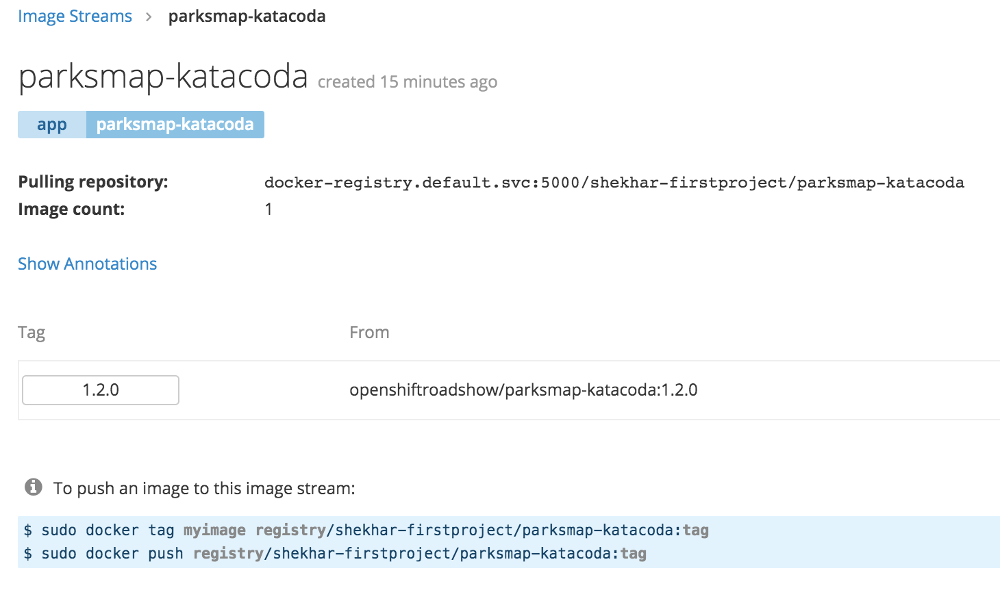 Image Streams > parksmap-katacoda
parksmap-katacoda created 15 minutes ago
app parksmap-katacoda
Pulling repository: docker-registry.default.svc:5000/shekhar-firstproject/parksmap-katacoda
Image count: 1
Show Annotations
Tag From
1.2.0 openshiftroadshow/parksmap-katacoda:1.2.0
To push an image to this image stream:
$ sudo docker tag myimage registry/shekhar-firstproject/parksmap-katacoda:tag
$ sudo docker push registry/shekhar-firstproject/parksmap-katacoda:tag